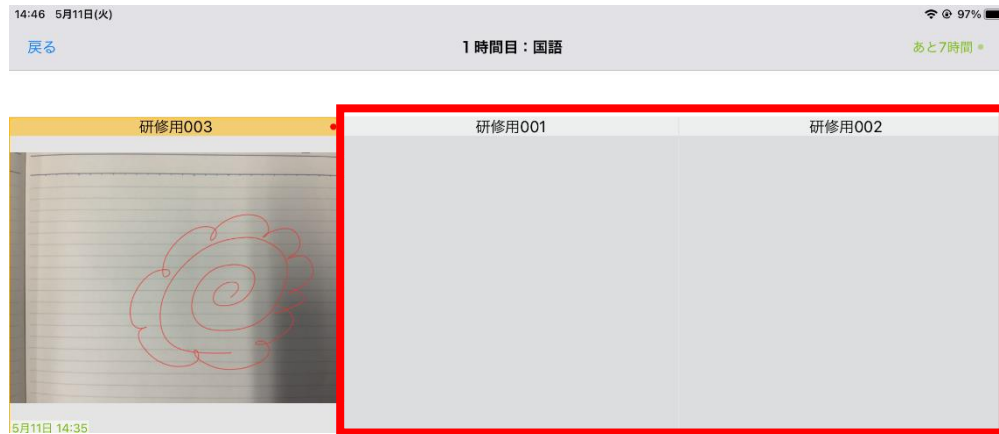 14:46 5月11日(火) 97%
戻る 1時間目:国語 あと7時間
研修用003 研修用001 研修用002
5月11日 14:35